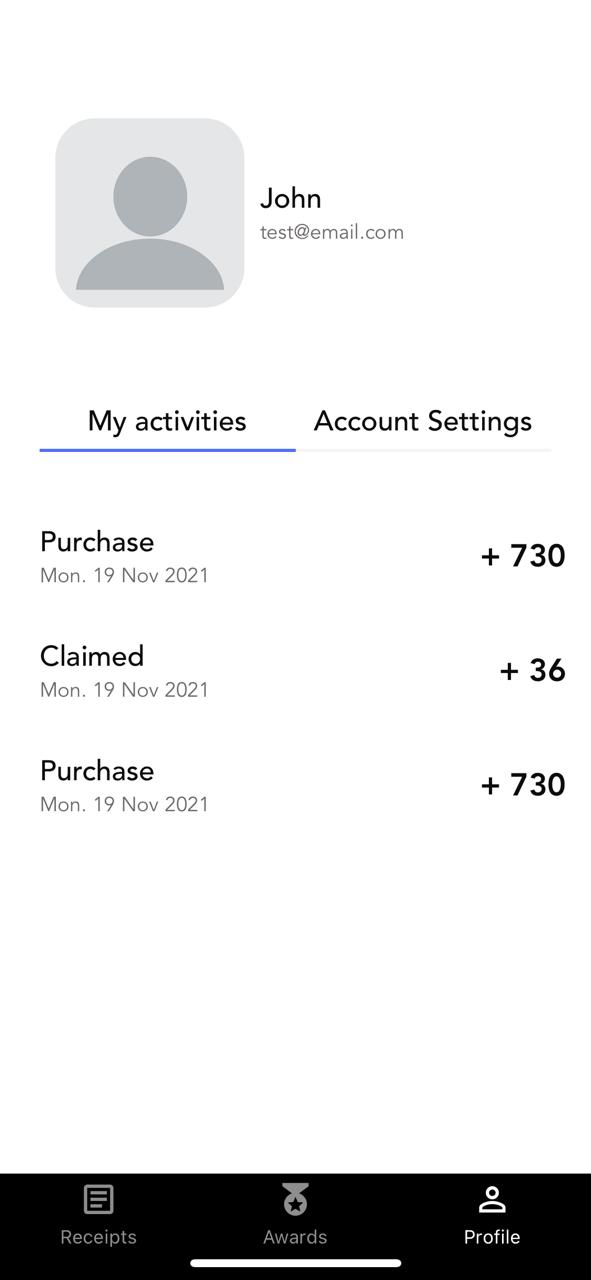 John
test@email.com
My activities
Account Settings
Purchase
Mon. 19 Nov 2021
+ 730
Claimed
Mon. 19 Nov 2021
+ 36
Purchase
Mon. 19 Nov 2021
+ 730
Receipts
Awards
Profile